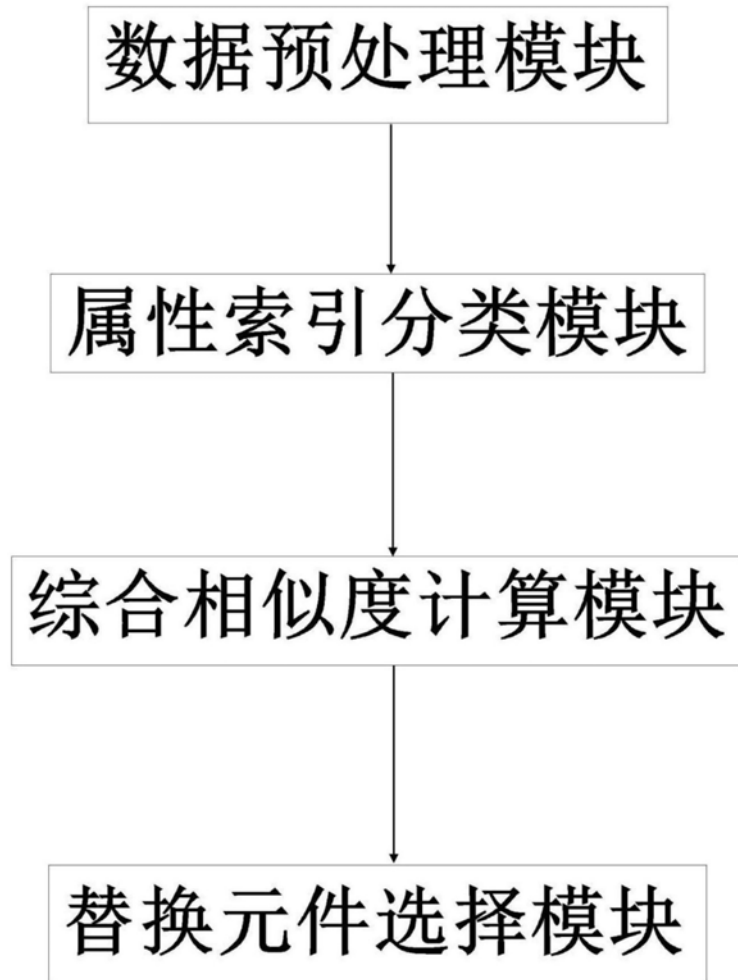 数据预处理模块
属性索引分类模块
综合相似度计算模块
替换元件选择模块